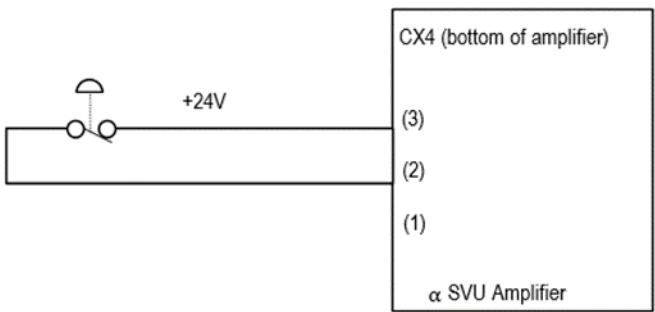 CX4 (bottom of amplifier)
+24V
(3)
(2)
(1)
α SVU Amplifier